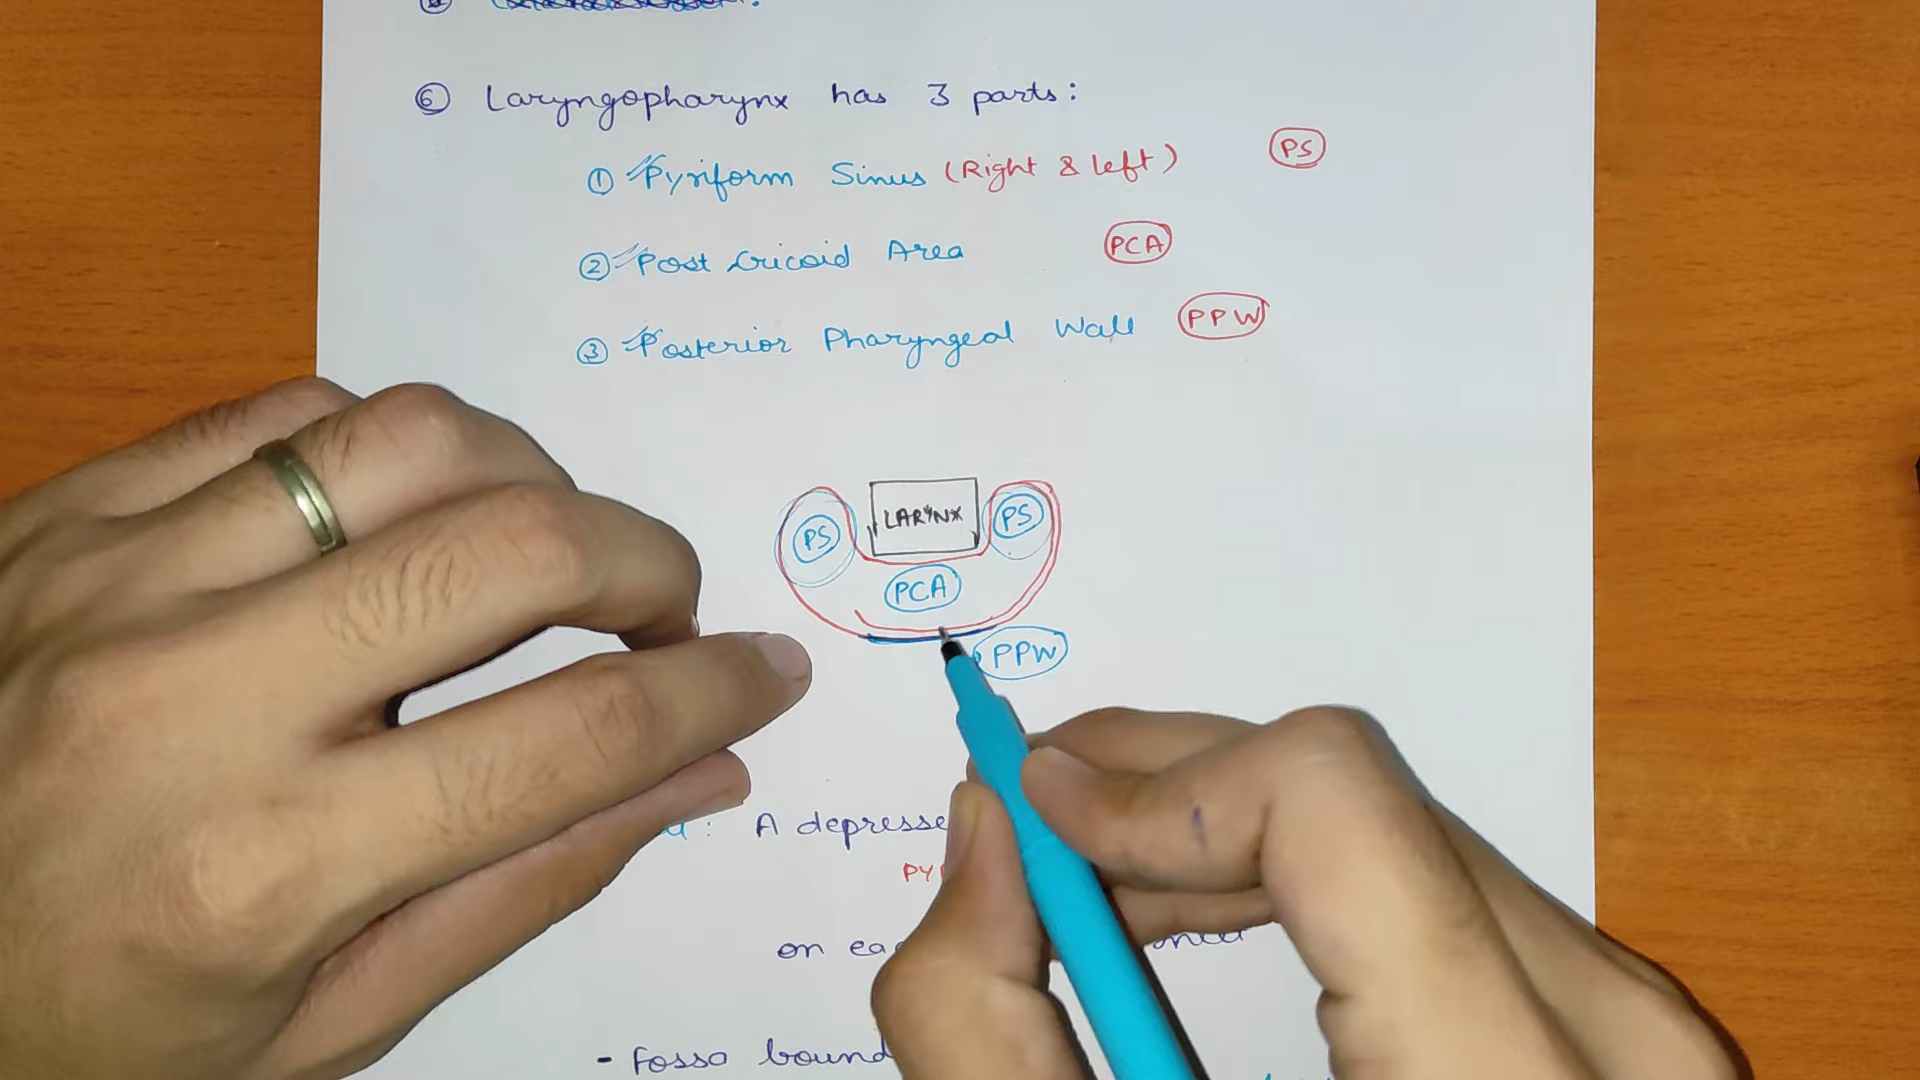 ⑥ Laryngopharynx has 3 parts:
① Pyriform Sinus (Right & left) PS
② Post Cricoid Area PCA
③ Posterior Pharyngeal Wall PPW
PS LARYNX PS
PCA
PPW
: A depresse
PY
on ea
- Fossa bound